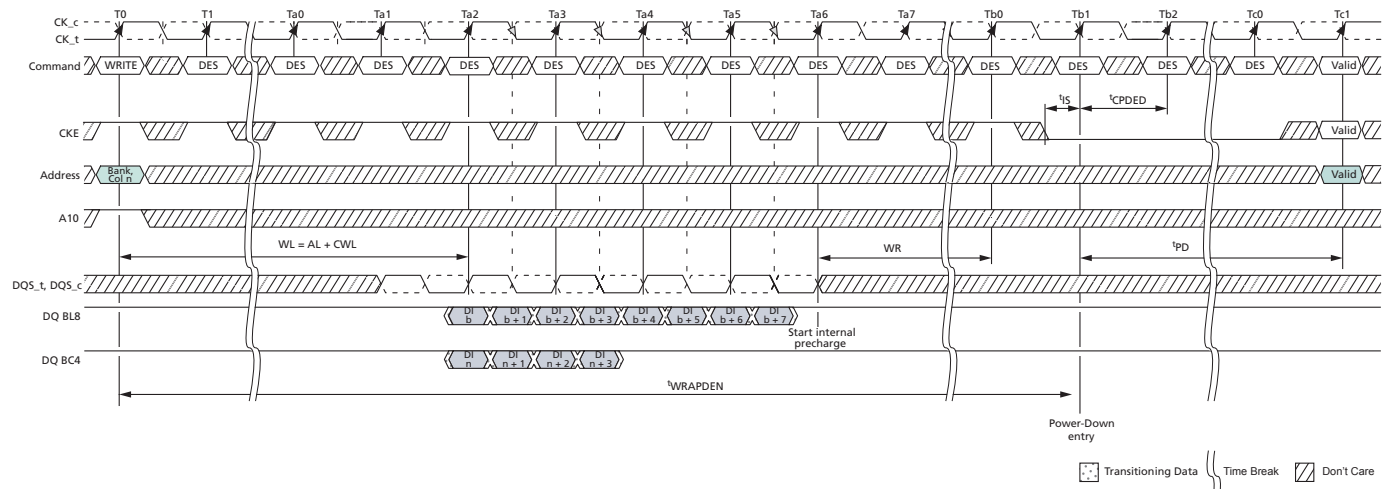 T0 T1 Ta0 Ta1 Ta2 Ta3 Ta4 Ta5 Ta6 Ta7 Tb0 Tb1 Tb2 Tc0 Tc1
CK_c
CK_t
Command WRITE DES DES DES DES DES DES DES DES DES DES DES DES DES Valid
tIS tCPDED
CKE Valid
Address Bank, Col n Valid
A10
WL = AL + CWL WR tPD
DQS_t, DQS_c
DQ BL8 DI b DI b + 1 DI b + 2 DI b + 3 DI b + 4 DI b + 5 DI b + 6 DI b + 7
Start internal
precharge
DQ BC4 DI n DI n + 1 DI n + 2 DI n + 3
tWRAPDEN
Power-Down
entry
Transitioning Data Time Break Don't Care